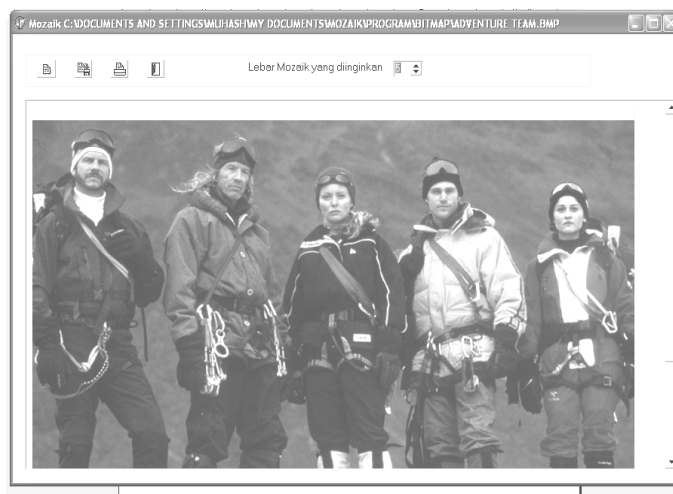 Mozaik C:\DOCUMENTS AND SETTINGS\MUHASH\MY DOCUMENTS\MOZAIK\PROGRAM\BITMAP\ADVENTURE TEAM.BMP
Lebar Mozaik yang diinginkan